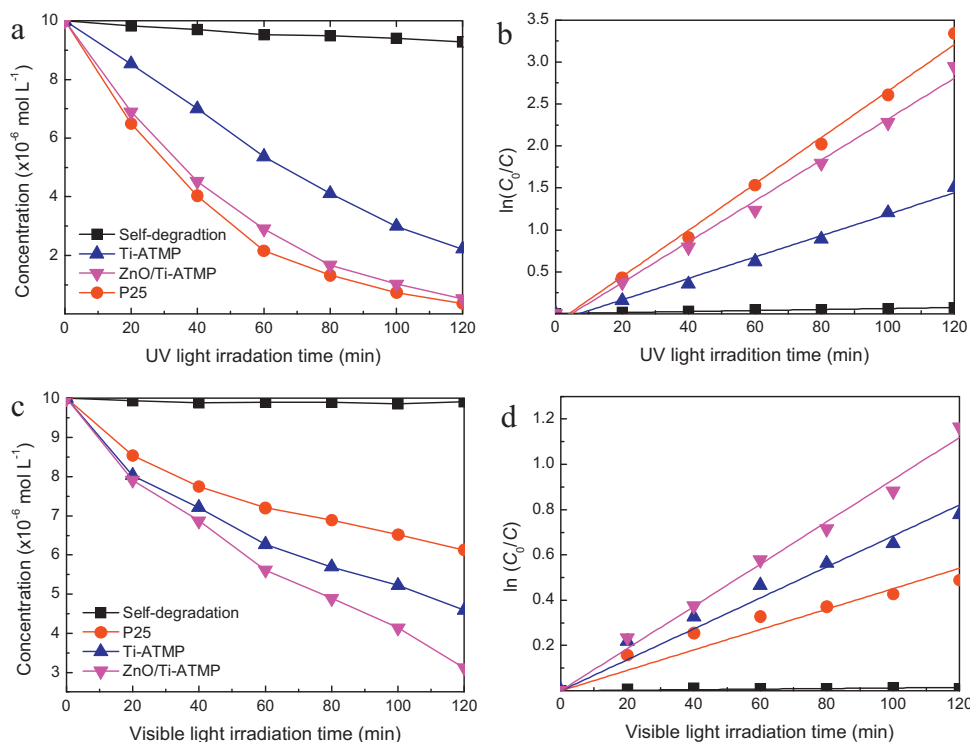 a
Concentration (x10⁻⁶ mol L⁻¹)
10
8
6
4
2
Self-degradtion
Ti-ATMP
ZnO/Ti-ATMP
P25
0 20 40 60 80 100 120
UV light irradation time (min)
b
ln(C₀/C)
3.5
3.0
2.5
2.0
1.5
1.0
0.5
0 20 40 60 80 100 120
UV light irradition time (min)
c
Concentration (×10⁻⁶ mol L⁻¹)
10
9
8
7
6
5
4
3
Self-degradation
P25
Ti-ATMP
ZnO/Ti-ATMP
0 20 40 60 80 100 120
Visible light irradiation time (min)
d
ln (C₀/C)
1.2
1.0
0.8
0.6
0.4
0.2
0 20 40 60 80 100 120
Visible light irradiation time (min)